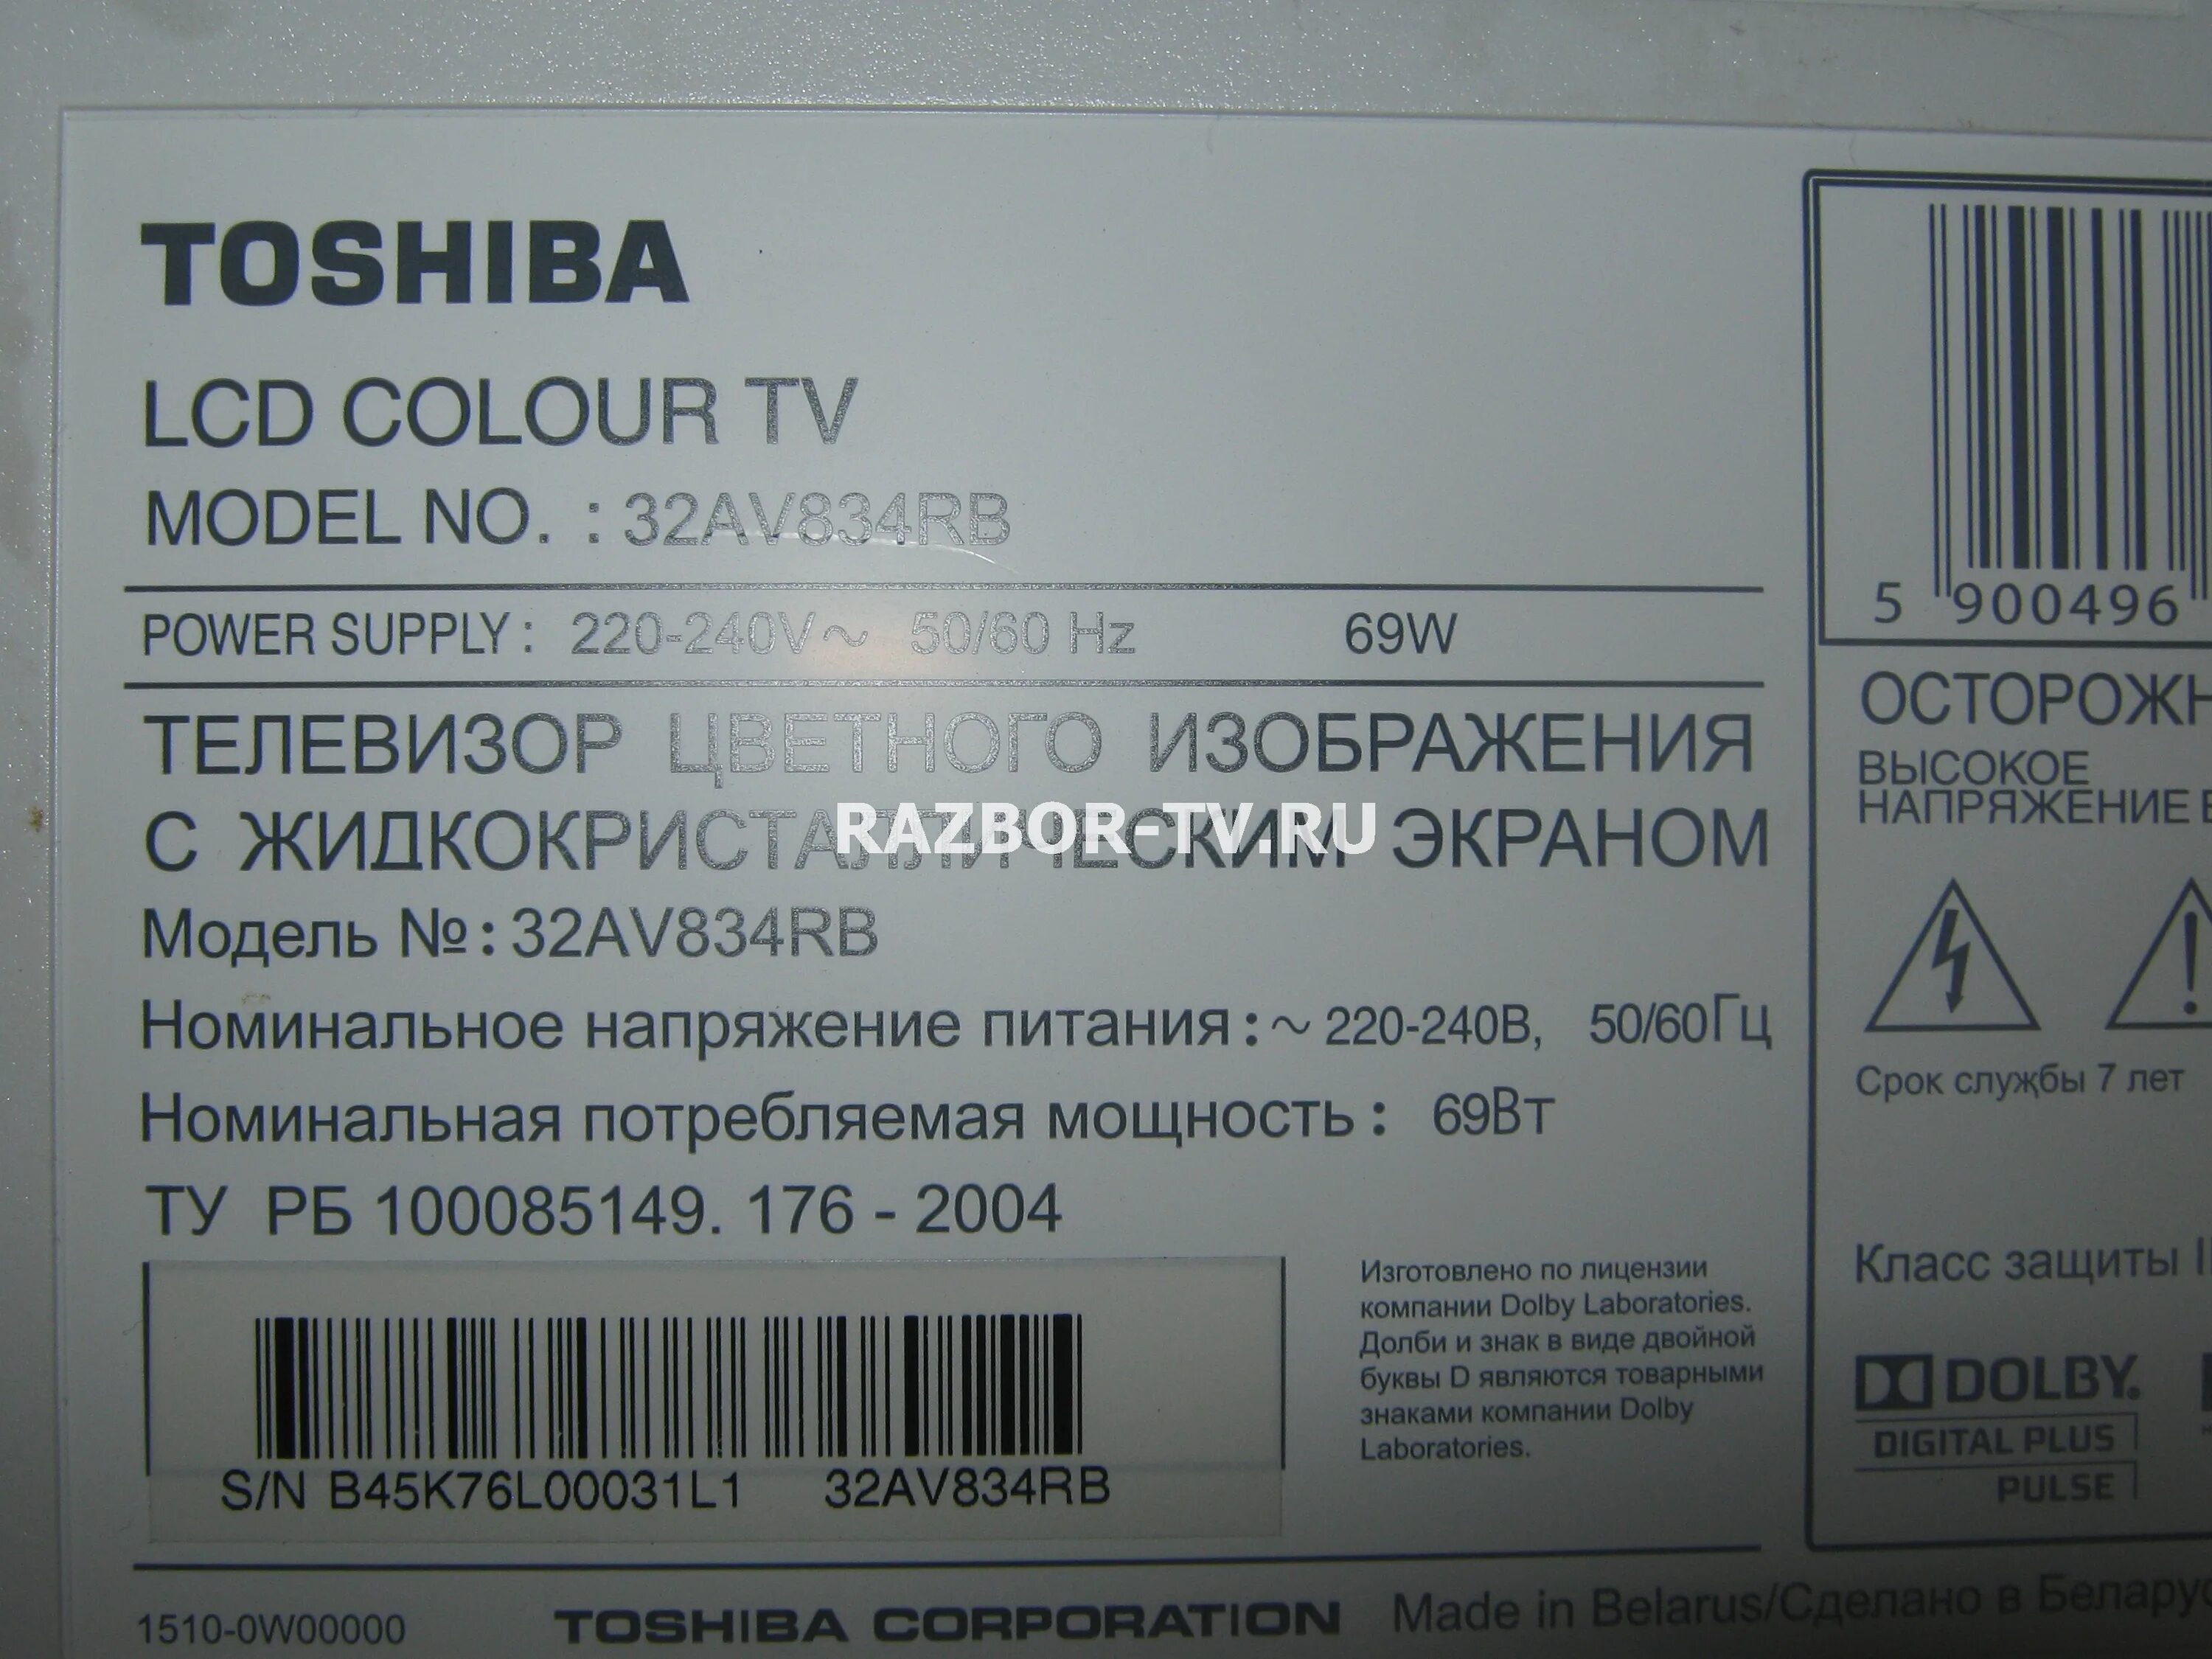 TOSHIBA
LCD COLOUR TV
MODEL NO. : 32AV834RB
POWER SUPPLY : 220-240V~ 50/60 Hz 69W
ТЕЛЕВИЗОР ЦВЕТНОГО ИЗОБРАЖЕНИЯ
С ЖИДКОКРИСТАЛЛИЧЕСКИМ ЭКРАНОМ
RAZBOR-TV.RU
Модель №: 32AV834RB
Номинальное напряжение питания: ~ 220-240В, 50/60Гц
Номинальная потребляемая мощность: 69Вт
ТУ РБ 100085149. 176 - 2004
S/N B45K76L00031L1 32AV834RB
Изготовлено по лицензии
компании Dolby Laboratories.
Долби и знак в виде двойной
буквы D являются товарными
знаками компании Dolby
Laboratories.
5 900496
ОСТОРОЖН
ВЫСОКОЕ
НАПРЯЖЕНИЕ
Срок службы 7 лет
Класс защиты
DOLBY.
DIGITAL PLUS
PULSE
1510-0W00000 TOSHIBA CORPORATION Made in Belarus/Сделано в Беларус